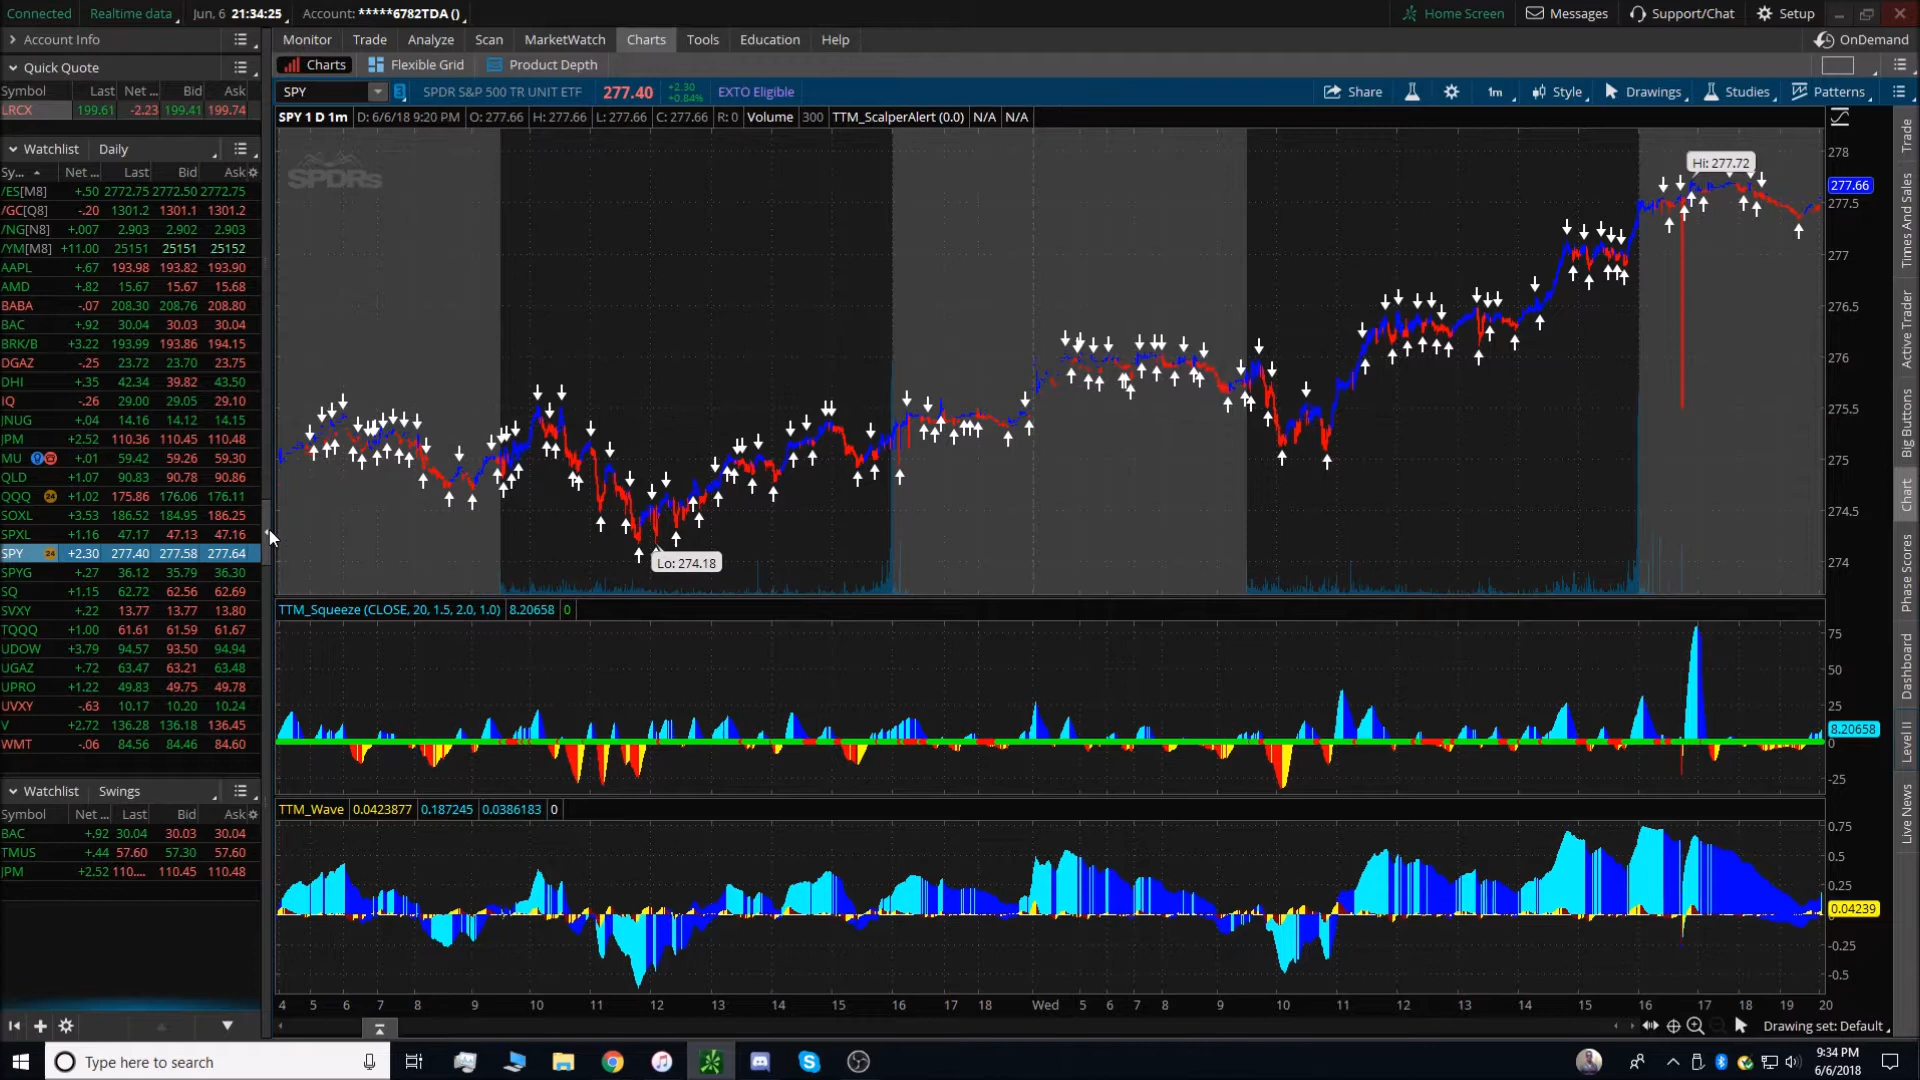 Connected Realtime data Jun, 6 21:34:25 Account: *****6782TDA () Home Screen Messages Support/Chat Setup
Account Info Monitor Trade Analyze Scan MarketWatch Charts Tools Education Help OnDemand
Quick Quote Charts Flexible Grid Product Depth
Symbol Last Net ... Bid Ask
LRCX 199.61 -2.23 199.41 199.74
SPY SPDR S&P 500 TR UNIT ETF 277.40 +2.30 +0.84% EXTO Eligible Share 1m Style Drawings Studies Patterns
SPY 1 D 1m D: 6/6/18 9:20 PM O: 277.66 H: 277.66 L: 277.66 C: 277.66 R: 0 Volume 300 TTM_ScalperAlert (0.0) N/A N/A
Watchlist Daily
Sy... Net ... Last Bid Ask
/ES[M8] +.50 2772.75 2772.50 2772.75
/GC[Q8] -.20 1301.2 1301.1 1301.2
/NG[N8] +.007 2.903 2.902 2.903
/YM[M8] +11.00 25151 25151 25152
AAPL +.67 193.98 193.82 193.90
AMD +.82 15.67 15.67 15.68
BABA -.07 208.30 208.76 208.80
BAC +.92 30.04 30.03 30.04
BRK/B +3.22 193.99 193.86 194.15
DGAZ -.25 23.72 23.70 23.75
DHI +.35 42.34 39.82 43.50
IQ -.26 29.00 29.05 29.10
JNUG +.04 14.16 14.12 14.15
JPM +2.52 110.36 110.45 110.48
MU +.01 59.42 59.26 59.30
QLD +1.07 90.83 90.78 90.86
QQQ 24 +1.02 175.86 176.06 176.11
SOXL +3.53 186.52 184.95 186.25
SPXL +1.16 47.17 47.13 47.16
SPY 24 +2.30 277.40 277.58 277.64
SPYG +.27 36.12 35.79 36.30
SQ +1.15 62.72 62.56 62.69
SVXY +.22 13.77 13.77 13.80
TQQQ +1.00 61.61 61.59 61.67
UDOW +3.79 94.57 93.50 94.94
UGAZ +.72 63.47 63.21 63.48
UPRO +1.22 49.83 49.75 49.78
UVXY -.63 10.17 10.20 10.24
V +2.72 136.28 136.18 136.45
WMT -.06 84.56 84.46 84.60
Watchlist Swings
Symbol Net ... Last Bid Ask
BAC +.92 30.04 30.03 30.04
TMUS +.44 57.60 57.30 57.60
JPM +2.52 110.... 110.45 110.48
SPDRs
Hi: 277.72
Lo: 274.18
278
277.66
277.5
277
276.5
276
275.5
275
274.5
274
TTM_Squeeze (CLOSE, 20, 1.5, 2.0, 1.0) 8.20658 0
75
50
25
8.20658
0
-25
TTM_Wave 0.0423877 0.187245 0.0386183 0
0.75
0.5
0.25
0.04239
-0.25
-0.5
4 5 6 7 8 9 10 11 12 13 14 15 16 17 18 Wed 5 6 7 8 9 10 11 12 13 14 15 16 17 18 19 20
Drawing set: Default
Trade
Times And Sales
Active Trader
Big Buttons
Chart
Phase Scores
Dashboard
Level II
Live News
Type here to search
9:34 PM
6/6/2018